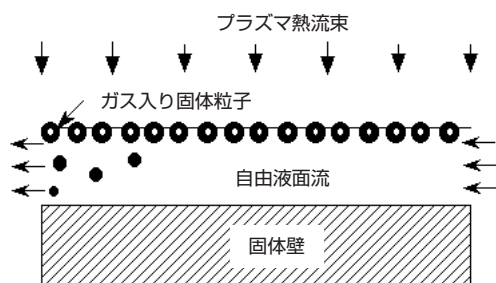 プラズマ熱流束
ガス入り固体粒子
自由液面流
固体壁